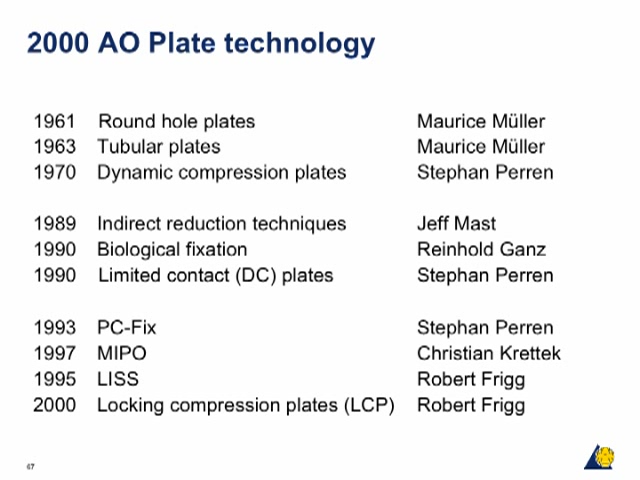 2000 AO Plate technology
1961 Round hole plates Maurice Müller
1963 Tubular plates Maurice Müller
1970 Dynamic compression plates Stephan Perren
1989 Indirect reduction techniques Jeff Mast
1990 Biological fixation Reinhold Ganz
1990 Limited contact (DC) plates Stephan Perren
1993 PC-Fix Stephan Perren
1997 MIPO Christian Krettek
1995 LISS Robert Frigg
2000 Locking compression plates (LCP) Robert Frigg
67